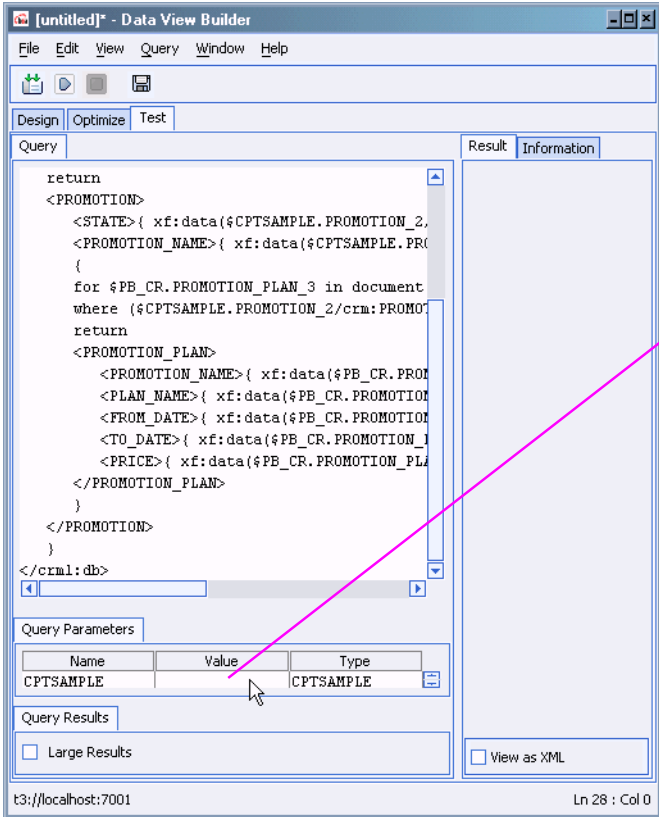 [untitled]* - Data View Builder
File Edit View Query Window Help
Design Optimize Test
Query
return
<PROMOTION>
<STATE>{ xf:data($CPTSAMPLE.PROMOTION_2,
<PROMOTION_NAME>{ xf:data($CPTSAMPLE.PRO
{
for $PB_CR.PROMOTION_PLAN_3 in document
where ($CPTSAMPLE.PROMOTION_2/crm:PROMOT
return
<PROMOTION_PLAN>
<PROMOTION_NAME>{ xf:data($PB_CR.PROM
<PLAN_NAME>{ xf:data($PB_CR.PROMOTION
<FROM_DATE>{ xf:data($PB_CR.PROMOTION
<TO_DATE>{ xf:data($PB_CR.PROMOTION_
<PRICE>{ xf:data($PB_CR.PROMOTION_PLA
</PROMOTION_PLAN>
}
</PROMOTION>
}
</crml:db>
Query Parameters
Name Value Type
CPTSAMPLE CPTSAMPLE
Query Results
Large Results
Result Information
View as XML
t3://localhost:7001 Ln 28 : Col 0